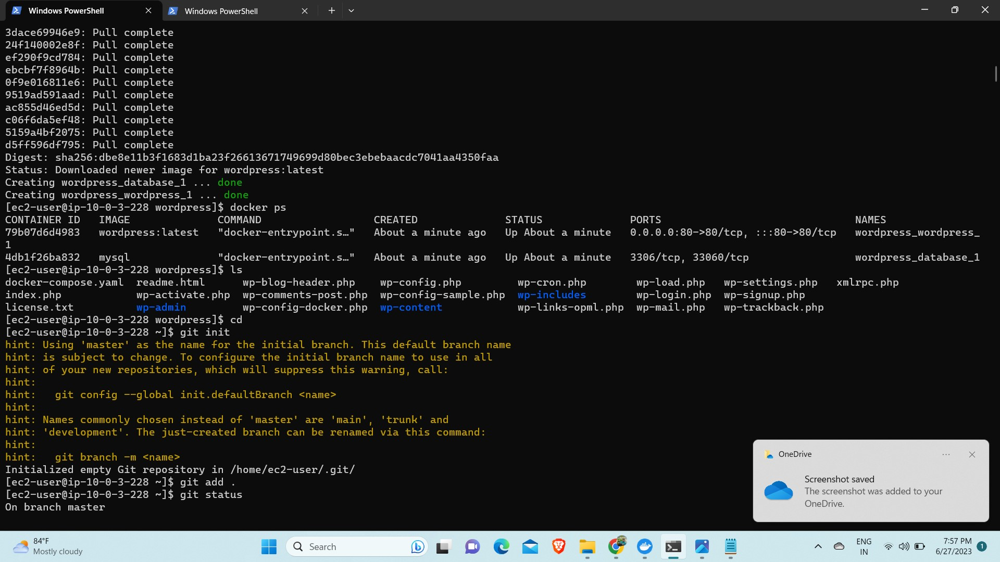 Windows PowerShell
Windows PowerShell
3dace69946e9: Pull complete
24f140002e8f: Pull complete
ef290f9cd784: Pull complete
ebcbf7f8964b: Pull complete
0f9e016811e6: Pull complete
9519ad591aad: Pull complete
ac855d46ed5d: Pull complete
c06f6da5ef48: Pull complete
5159a4bf2075: Pull complete
d5ff596df795: Pull complete
Digest: sha256:dbe8e11b3f1683d1ba23f26613671749699d80bec3ebebaacdc7041aa4350faa
Status: Downloaded newer image for wordpress:latest
Creating wordpress_database_1 ... done
Creating wordpress_wordpress_1 ... done
[ec2-user@ip-10-0-3-228 wordpress]$ docker ps
CONTAINER ID   IMAGE              COMMAND                  CREATED              STATUS              PORTS                               NAMES
79b07d6d4983   wordpress:latest   "docker-entrypoint.s…"   About a minute ago   Up About a minute   0.0.0.0:80->80/tcp, :::80->80/tcp   wordpress_wordpress_
1
4db1f26ba832   mysql              "docker-entrypoint.s…"   About a minute ago   Up About a minute   3306/tcp, 33060/tcp                 wordpress_database_1
[ec2-user@ip-10-0-3-228 wordpress]$ ls
docker-compose.yaml  readme.html      wp-blog-header.php    wp-config.php         wp-cron.php        wp-load.php   wp-settings.php   xmlrpc.php
index.php            wp-activate.php  wp-comments-post.php  wp-config-sample.php  wp-includes        wp-login.php  wp-signup.php
license.txt          wp-admin         wp-config-docker.php  wp-content            wp-links-opml.php  wp-mail.php   wp-trackback.php
[ec2-user@ip-10-0-3-228 wordpress]$ cd
[ec2-user@ip-10-0-3-228 ~]$ git init
hint: Using 'master' as the name for the initial branch. This default branch name
hint: is subject to change. To configure the initial branch name to use in all
hint: of your new repositories, which will suppress this warning, call:
hint:
hint:   git config --global init.defaultBranch <name>
hint:
hint: Names commonly chosen instead of 'master' are 'main', 'trunk' and
hint: 'development'. The just-created branch can be renamed via this command:
hint:
hint:   git branch -m <name>
Initialized empty Git repository in /home/ec2-user/.git/
[ec2-user@ip-10-0-3-228 ~]$ git add .
[ec2-user@ip-10-0-3-228 ~]$ git status
On branch master
OneDrive
Screenshot saved
The screenshot was added to your
OneDrive.
84°F
Mostly cloudy
Search
ENG
IN
7:57 PM
6/27/2023
1